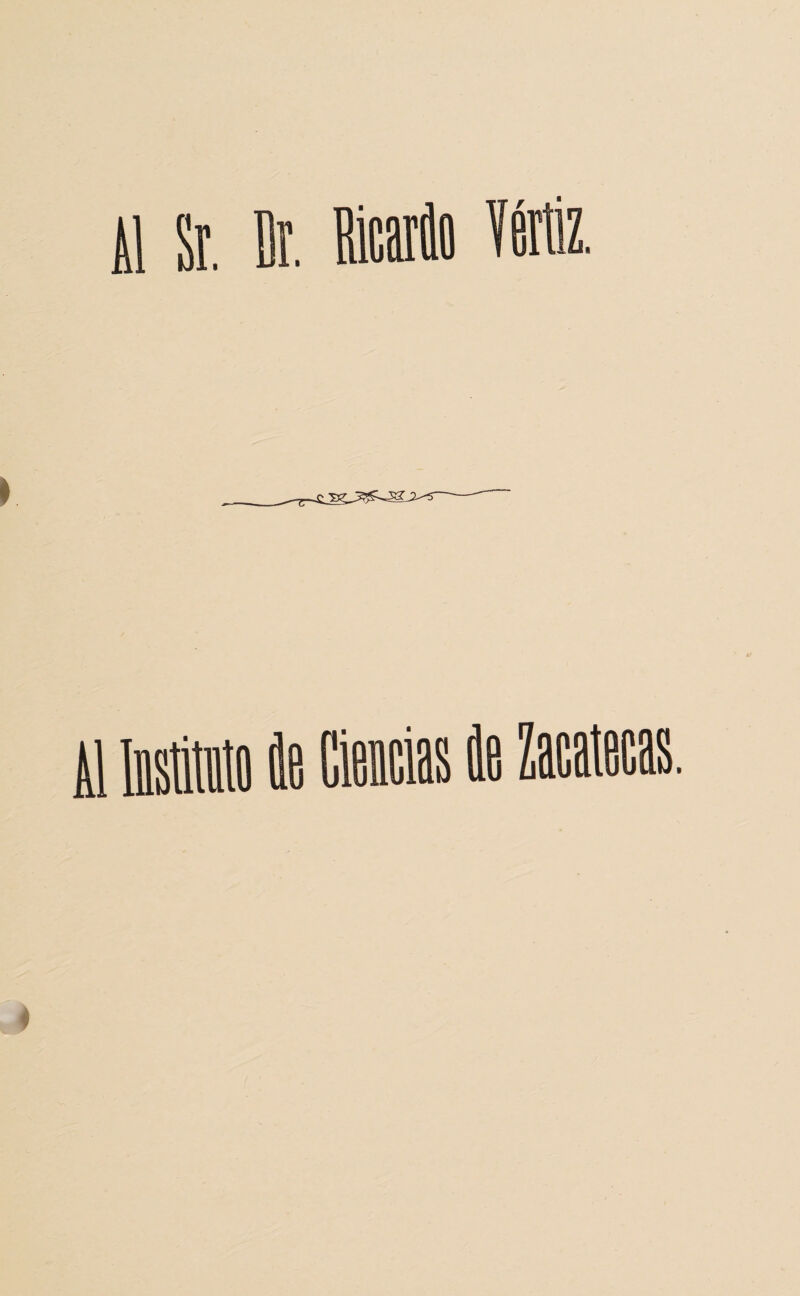 Al Sr. Dr. Ricardo Vértiz.
Al Instituto de Ciencias de Zacatecas.